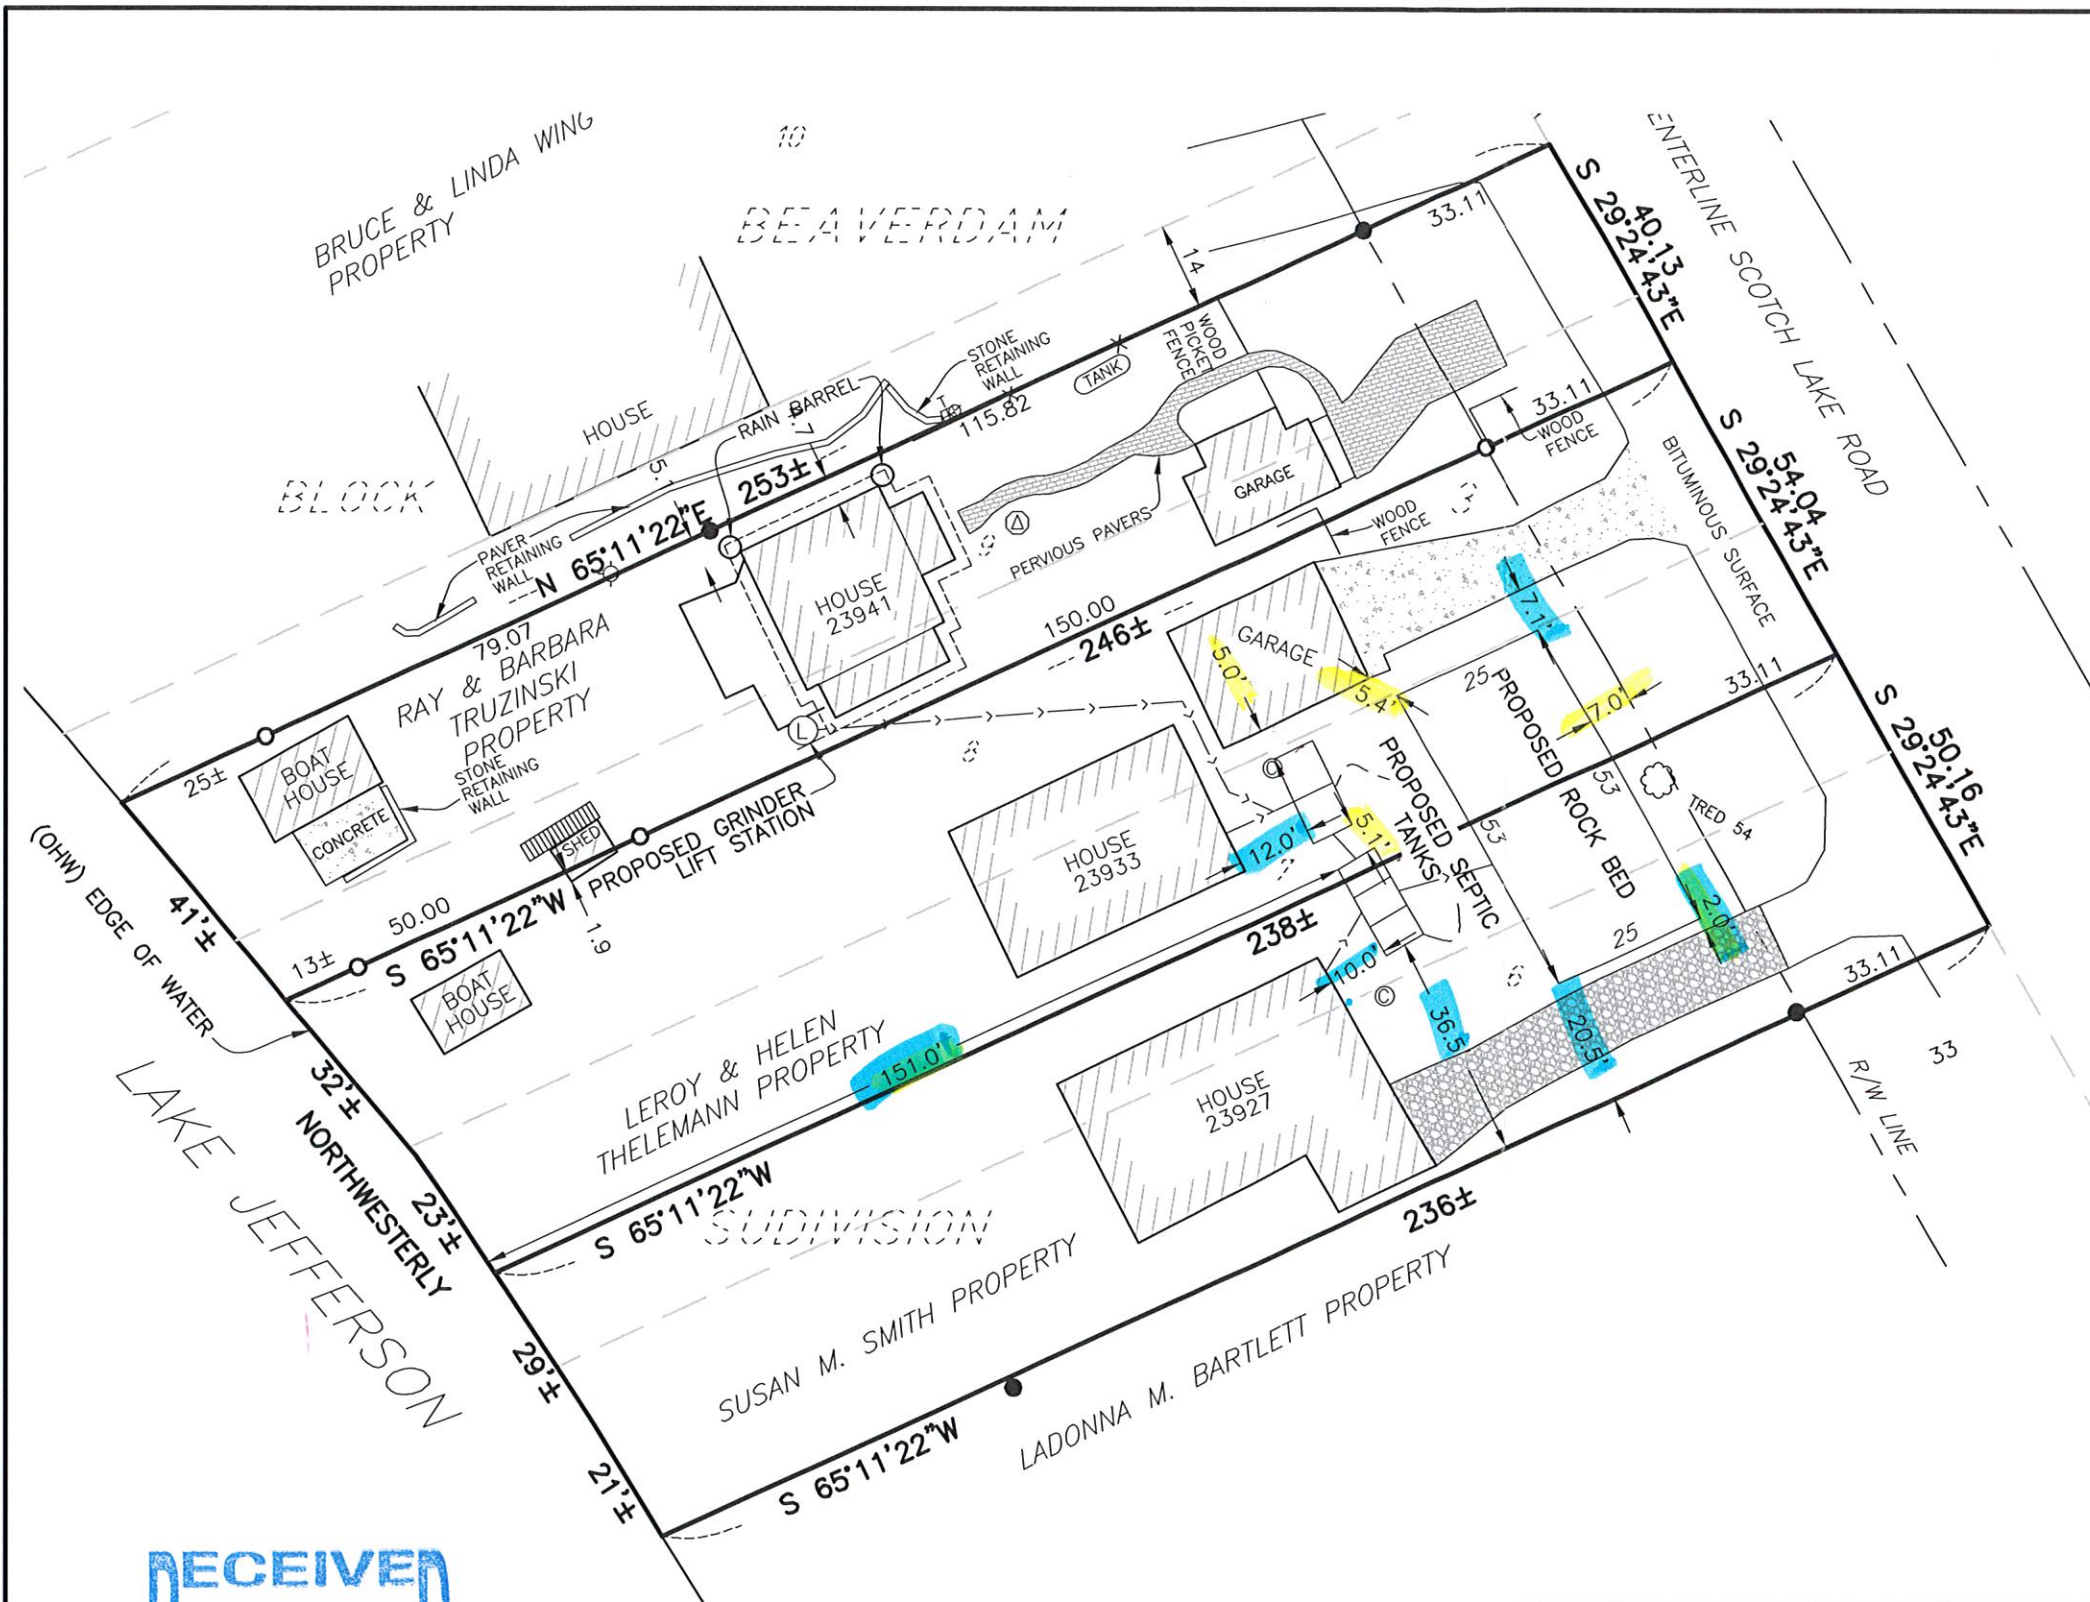 BRUCE & LINDA WING
PROPERTY
10
BEAVERDAM
BLOCK
HOUSE
ENTERLINE SCOTCH LAKE ROAD
S 29°24'43"E
40.13
33.11
14
WOOD
PICKET
FENCE
STONE
RETAINING
WALL
TANK
115.82
RAIN BARREL
PAVER
RETAINING
WALL
N 65°11'22"E
253±
79.07
25±
RAY & BARBARA
TRUZINSKI
PROPERTY
HOUSE
23941
9
PERVIOUS PAVERS
GARAGE
WOOD
FENCE
33.11
WOOD
FENCE
S 29°24'43"E
54.04
BITUMINOUS SURFACE
BOAT
HOUSE
CONCRETE
STONE
RETAINING
WALL
SHED
L
PROPOSED GRINDER
LIFT STATION
150.00
246±
50.00
13±
S 65°11'22"W
1.9
GARAGE
5.0'
5.4'
7.1'
25
7.0'
33.11
PROPOSED ROCK BED
PROPOSED SEPTIC
TANKS
53
53
TRED 54
S 29°24'43"E
50.16
8
HOUSE
23933
12.0'
5.1'
2.0'
25
238±
10.0'
C
36.5'
20.5'
6
33.11
33
R/W LINE
(OHW) EDGE OF WATER
41'±
32'±
23'±
29'±
21'±
NORTHWESTERLY
LAKE JEFFERSON
BOAT
HOUSE
LEROY & HELEN
THELEMANN PROPERTY
151.0'
S 65°11'22"W
SUDIVISION
HOUSE
23927
236±
SUSAN M. SMITH PROPERTY
LADONNA M. BARTLETT PROPERTY
S 65°11'22"W
RECEIVED